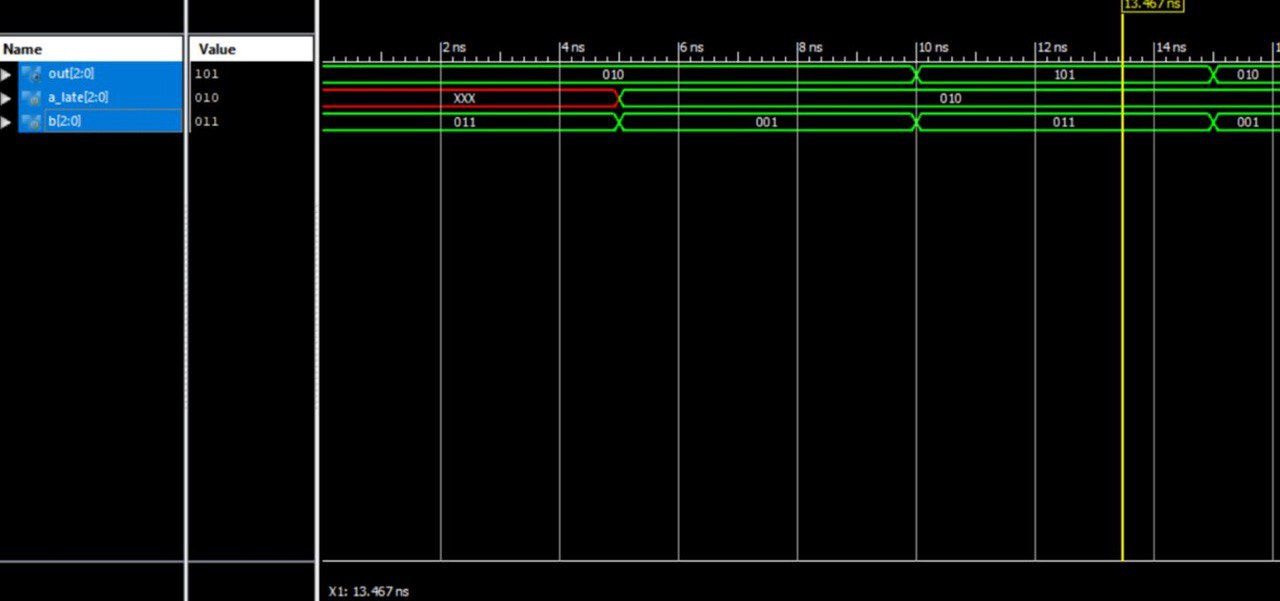 13.467 ns
Name Value 2 ns 4 ns 6 ns 8 ns 10 ns 12 ns 14 ns
out[2:0] 101 010 101 010
a_late[2:0] 010 XXX 010
b[2:0] 011 011 001 011 001
X1: 13.467 ns